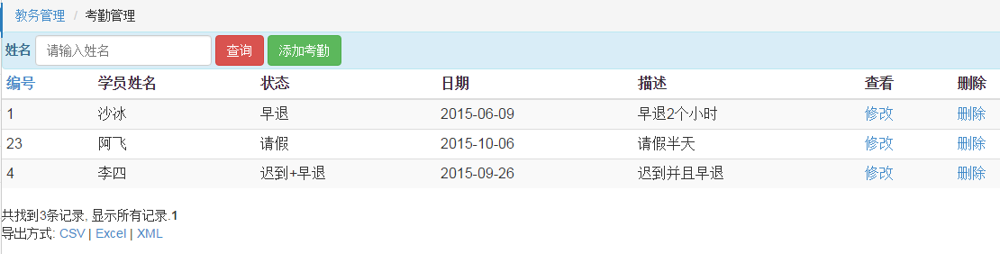 教务管理 / 考勤管理
姓名 请输入姓名 查询 添加考勤
编号 学员姓名 状态 日期 描述 查看 删除
1 沙冰 早退 2015-06-09 早退2个小时 修改 删除
23 阿飞 请假 2015-10-06 请假半天 修改 删除
4 李四 迟到+早退 2015-09-26 迟到并且早退 修改 删除
共找到3条记录, 显示所有记录.1
导出方式: CSV | Excel | XML